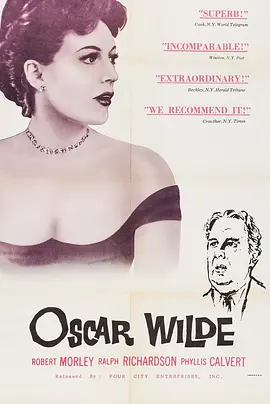 "SUPERB!"
Cook, N.Y. World Telegram
"INCOMPARABLE!"
Winsten, N.Y. Post
"EXTRAORDINARY!"
Beckley, N.Y. Herald Tribune
"WE RECOMMEND IT!"
Crowther, N.Y. Times
OSCAR WILDE
ROBERT MORLEY RALPH RICHARDSON PHYLLIS CALVERT
Released By: FOUR CITY ENTERPRISES, INC.